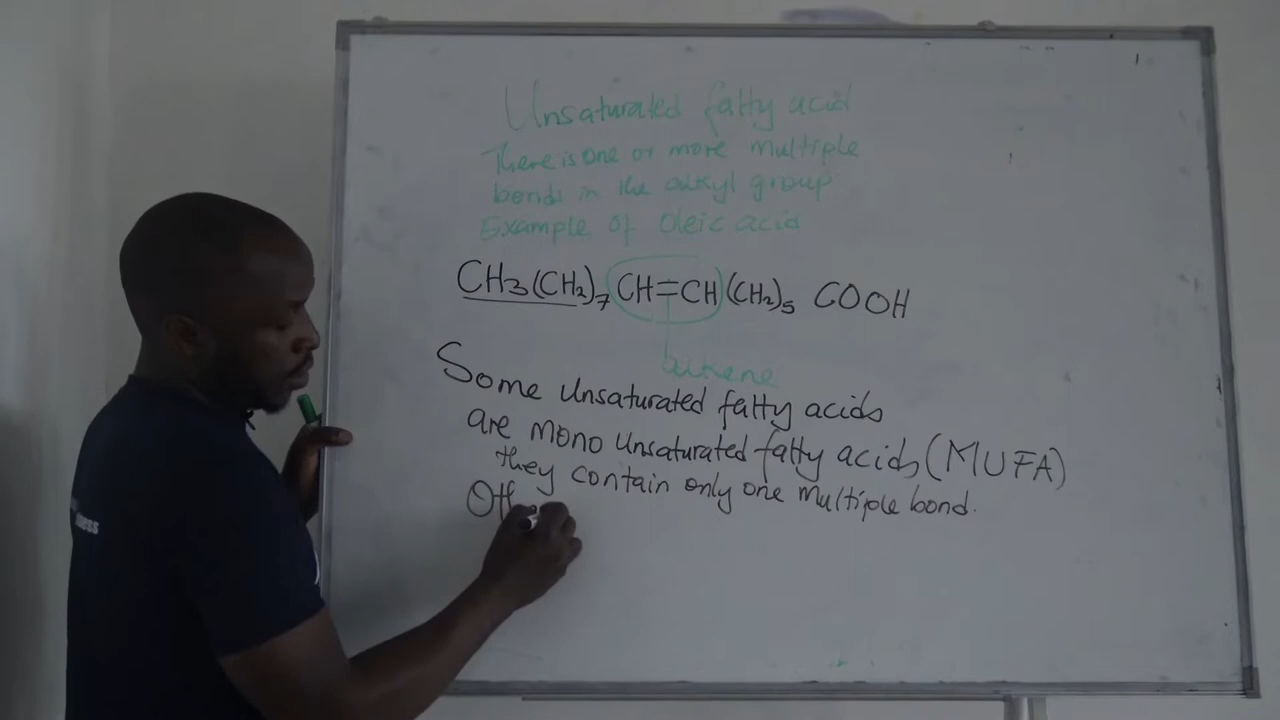 Unsaturated fatty acid
There is one or more multiple
bonds in the alkyl group
Example of Oleic acid
CH3(CH2)7 CH=CH(CH2)5 COOH
butene
Some Unsaturated fatty acids
are mono unsaturated fatty acids (MUFA)
they contain only one multiple bond.
Oth